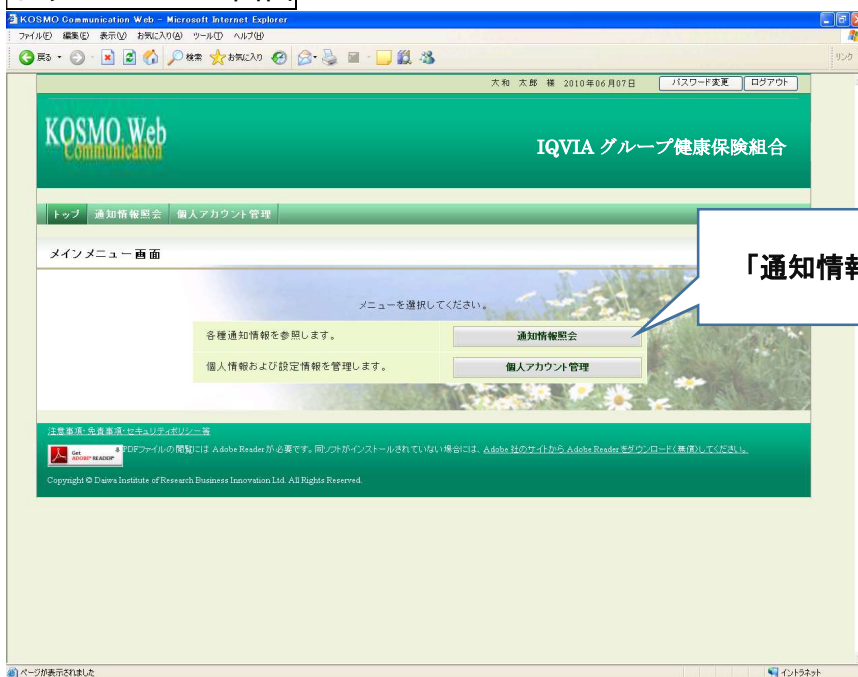 KOSMO Communication Web - Microsoft Internet Explorer
ファイル(F) 編集(E) 表示(V) お気に入り(A) ツール(T) ヘルプ(H)
戻る 検索 お気に入り リンク
大和 太郎 様 2010年06月07日 パスワード変更 ログアウト
KOSMO Web
Communication
IQVIA グループ健康保険組合
トップ 通知情報照会 個人アカウント管理
メインメニュー画面
「通知情報
メニューを選択してください。
各種通知情報を参照します。 通知情報照会
個人情報および設定情報を管理します。 個人アカウント管理
注意事項・免責事項・セキュリティポリシー等
Get ADOBE® READER® PDFファイルの閲覧には Adobe Reader が必要です。同ソフトがインストールされていない場合には、Adobe 社のサイトから Adobe Reader をダウンロード(無償)してください。
Copyright © Daiwa Institute of Research Business Innovation Ltd. All Rights Reserved.
ページが表示されました イントラネット